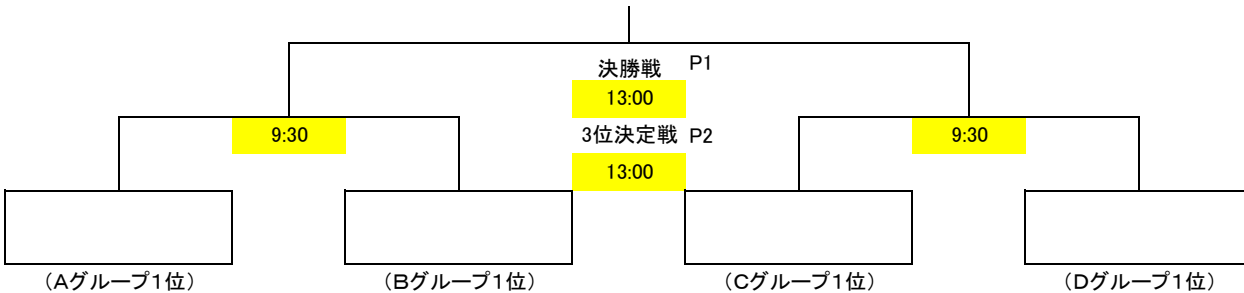 決勝戦 P1
13:00
9:30
3位決定戦 P2
9:30
13:00
（Aグループ1位）
（Bグループ1位）
（Cグループ1位）
（Dグループ1位）